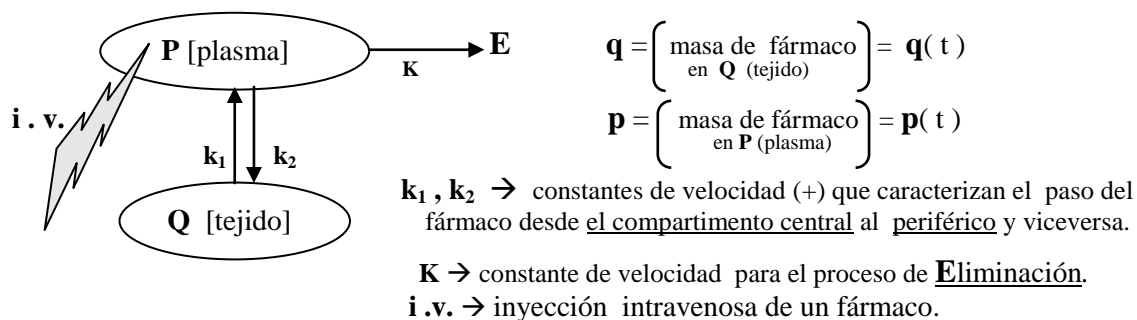 P [plasma]
E
K
i . v.
k₁ k₂
Q [tejido]
q = ( masa de fármaco en Q (tejido) ) = q( t )
p = ( masa de fármaco en P (plasma) ) = p( t )
k₁ , k₂ → constantes de velocidad (+) que caracterizan el paso del
fármaco desde el compartimento central al periférico y viceversa.
K → constante de velocidad para el proceso de Eliminación.
i .v. → inyección intravenosa de un fármaco.